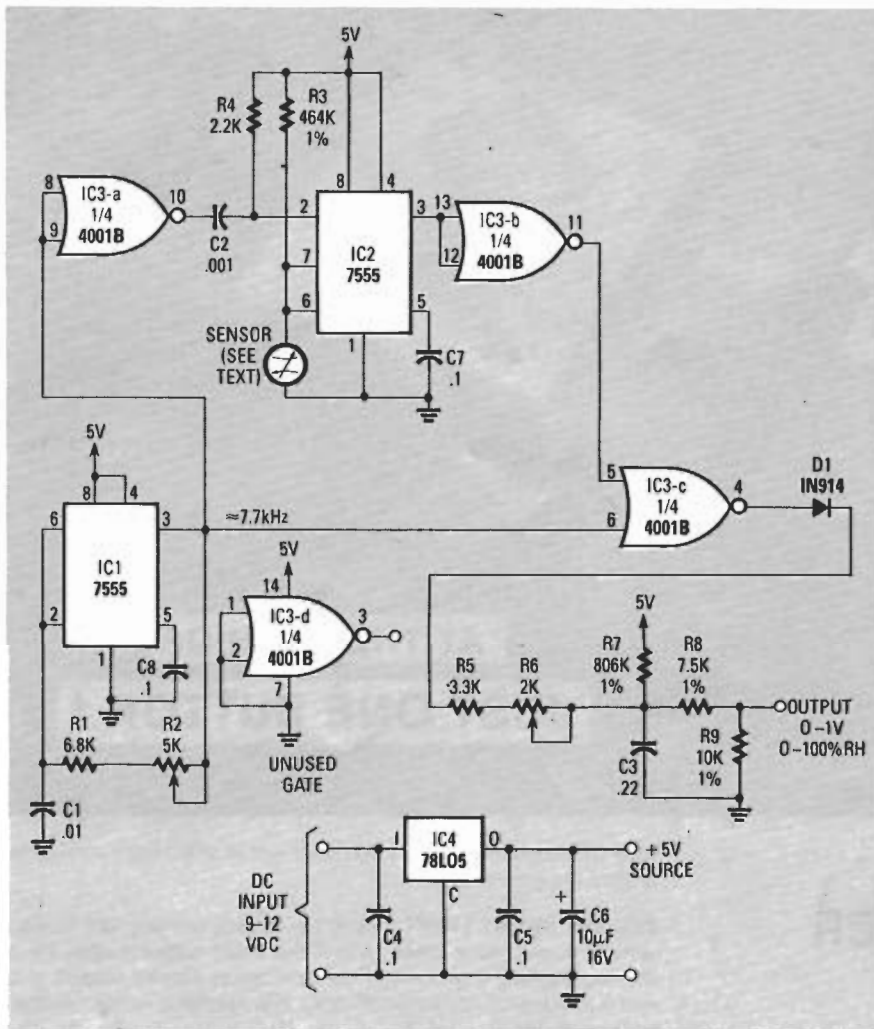 5V
R4
2.2K
R3
464K
1%
8
9
IC3-a
1/4
4001B
10
C2
.001
8
4
2
7
6
IC2
7555
3
5
1
13
12
IC3-b
1/4
4001B
11
SENSOR
(SEE
TEXT)
C7
.1
5V
8
4
6
2
IC1
7555
3
5
1
≈7.7kHz
C8
.1
R1
6.8K
R2
5K
C1
.01
5V
14
1
2
IC3-d
1/4
4001B
3
7
UNUSED
GATE
5
6
IC3-c
1/4
4001B
4
D1
IN914
R5
3.3K
R6
2K
5V
R7
806K
1%
R8
7.5K
1%
C3
.22
R9
10K
1%
OUTPUT
0-1V
0-100%RH
DC
INPUT
9-12
VDC
I
IC4
78L05
O
C
C4
.1
C5
.1
+
C6
10µF
16V
+5V
SOURCE
ER